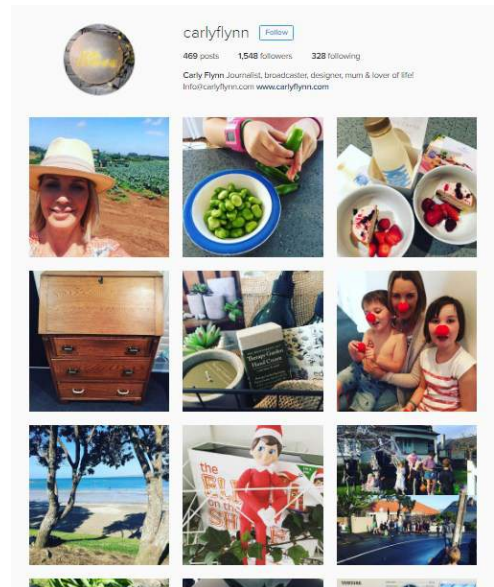 carlyflynn Follow
469 posts 1,548 followers 328 following
Carly Flynn Journalist, broadcaster, designer, mum & lover of life!
Info@carlyflynn.com www.carlyflynn.com
Therapy Garden
Hand Cream
the
on the